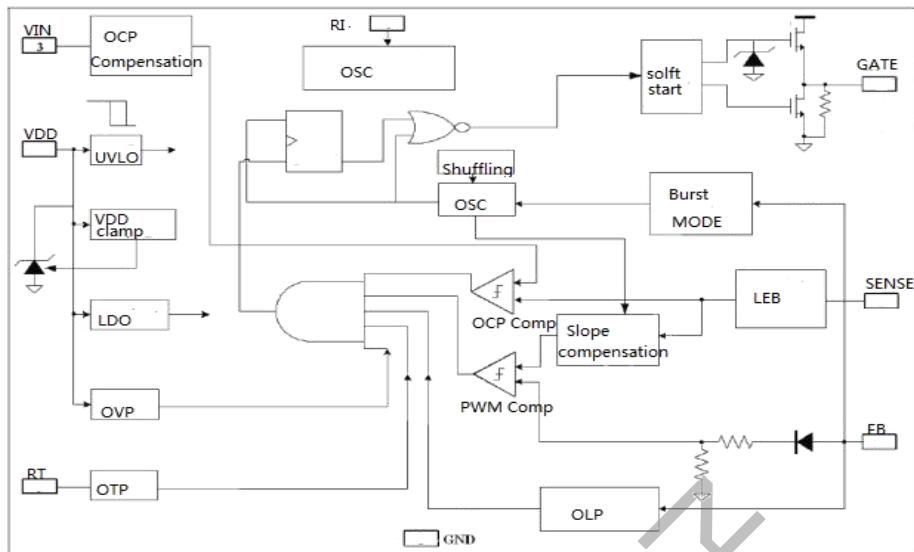 VIN
3
OCP
Compensation
RI
OSC
solft
start
GATE
VDD
UVLO
Shuffling
OSC
Burst
MODE
VDD
clamp
SENSE
LEB
LDO
OCP Comp
Slope
compensation
PWM Comp
OVP
FB
RT
OTP
OLP
GND